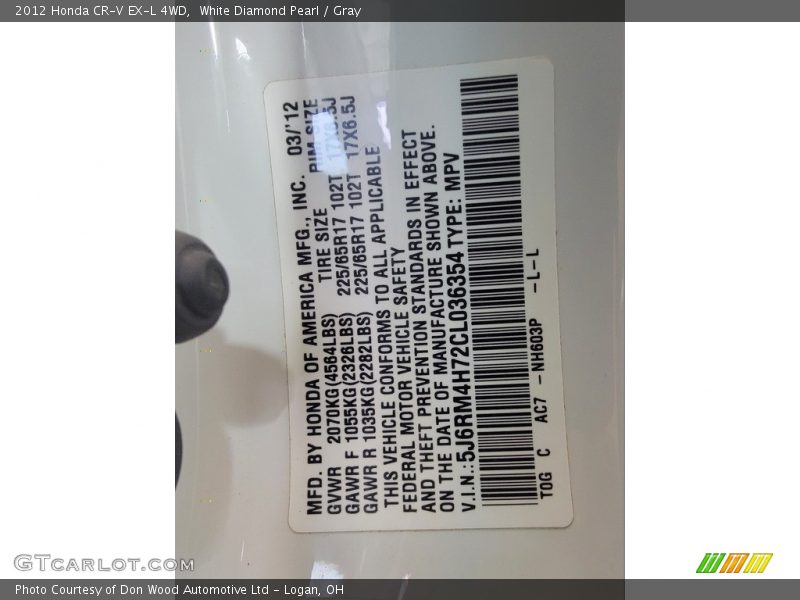 2012 Honda CR-V EX-L 4WD, White Diamond Pearl / Gray
MFD. BY HONDA OF AMERICA MFG., INC. 03/'12
GVWR 2070KG(4564LBS) TIRE SIZE RIM SIZE
GAWR F 1055KG(2326LBS) 225/65R17 102T 17X6.5J
GAWR R 1035KG(2282LBS) 225/65R17 102T 17X6.5J
THIS VEHICLE CONFORMS TO ALL APPLICABLE
FEDERAL MOTOR VEHICLE SAFETY
AND THEFT PREVENTION STANDARDS IN EFFECT
ON THE DATE OF MANUFACTURE SHOWN ABOVE.
V.I.N.:5J6RM4H72CL036354 TYPE: MPV
TOG C AC7 -NH603P -L-L
GTcarlot.com
Photo Courtesy of Don Wood Automotive Ltd - Logan, OH